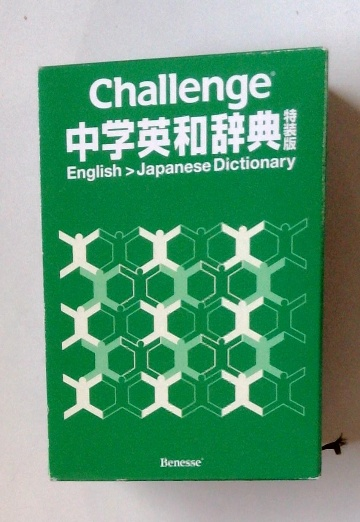 Challenge®
中学英和辞典 特装版
English > Japanese Dictionary
Benesse®